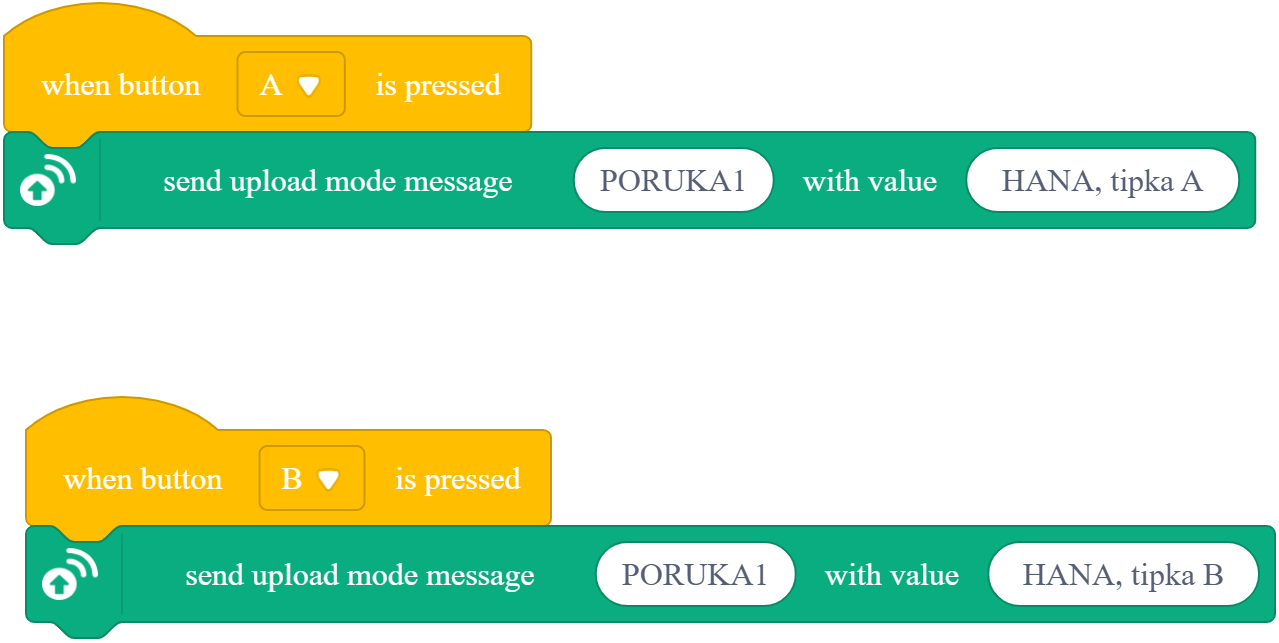 when button A is pressed
send upload mode message PORUKA1 with value HANA, tipka A
when button B is pressed
send upload mode message PORUKA1 with value HANA, tipka B